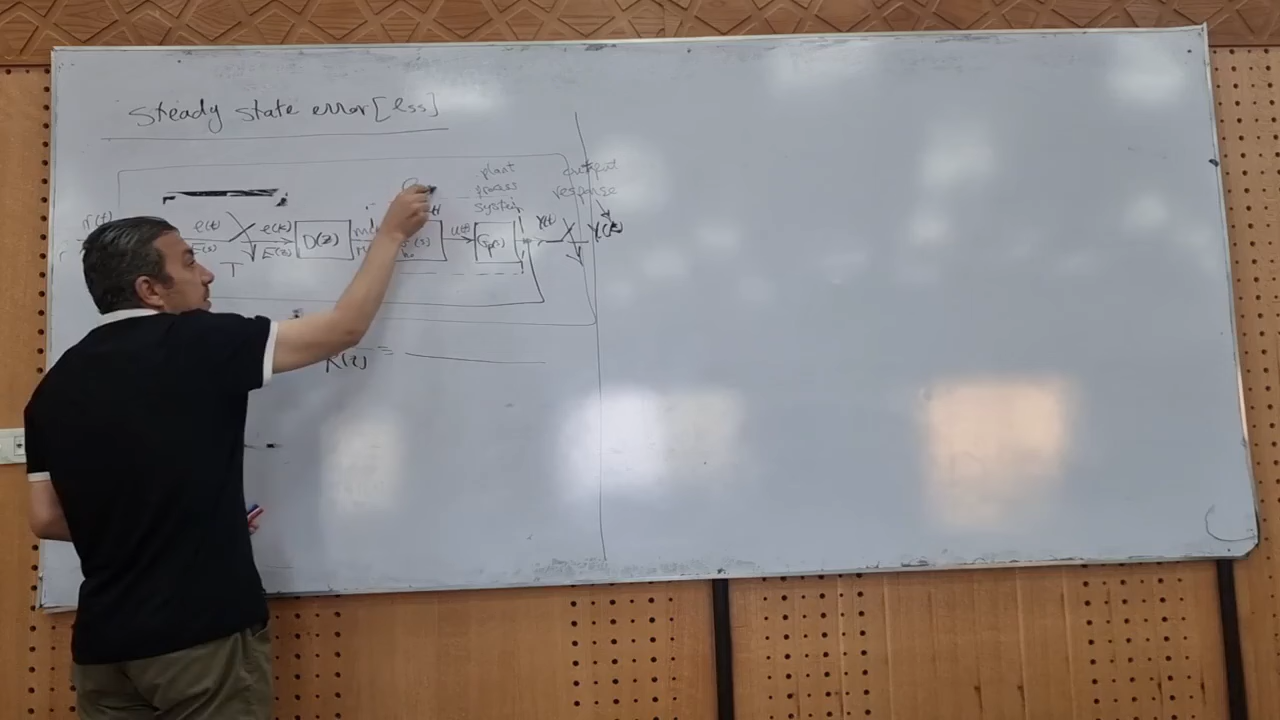 Steady state error [ess]
plant
process
system
output
response
r(t)
e(t)
E(s)
T
e(t)
E(z)
D(z)
u(t)
Gp(s)
Y(t)
R(z) =